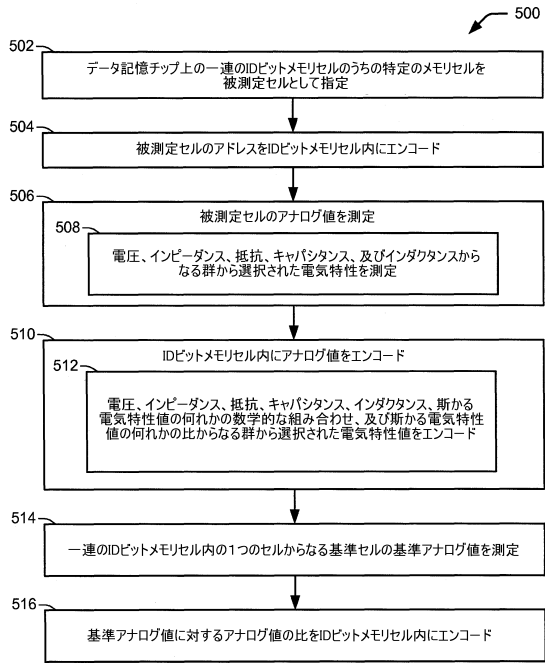 500
502
データ記憶チップ上の一連のIDビットメモリセルのうちの特定のメモリセルを
被測定セルとして指定
504
被測定セルのアドレスをIDビットメモリセル内にエンコード
506
被測定セルのアナログ値を測定
508
電圧、インピーダンス、抵抗、キャパシタンス、及びインダクタンスから
なる群から選択された電気特性を測定
510
IDビットメモリセル内にアナログ値をエンコード
512
電圧、インピーダンス、抵抗、キャパシタンス、インダクタンス、斯かる
電気特性値の何れかの数学的な組み合わせ、及び斯かる電気特性
値の何れかの比からなる群から選択された電気特性値をエンコード
514
一連のIDビットメモリセル内の1つのセルからなる基準セルの基準アナログ値を測定
516
基準アナログ値に対するアナログ値の比をIDビットメモリセル内にエンコード